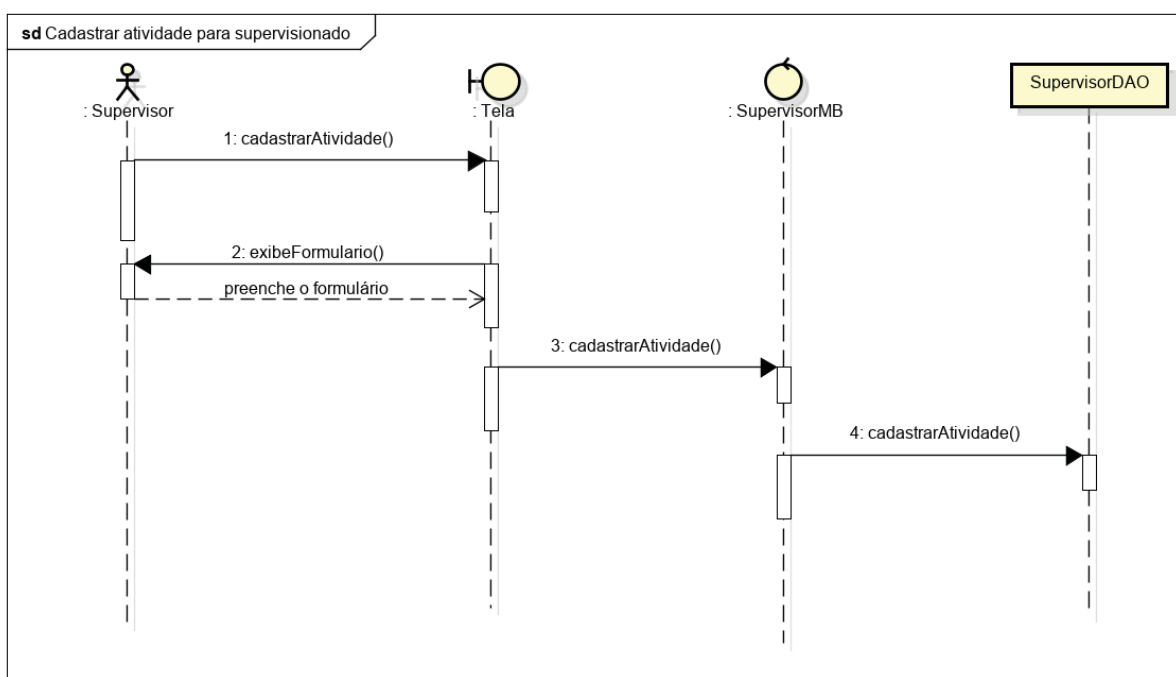 sd Cadastrar atividade para supervisionado
: Supervisor
: Tela
: SupervisorMB
SupervisorDAO
1: cadastrarAtividade()
2: exibeFormulario()
preenche o formulário
3: cadastrarAtividade()
4: cadastrarAtividade()